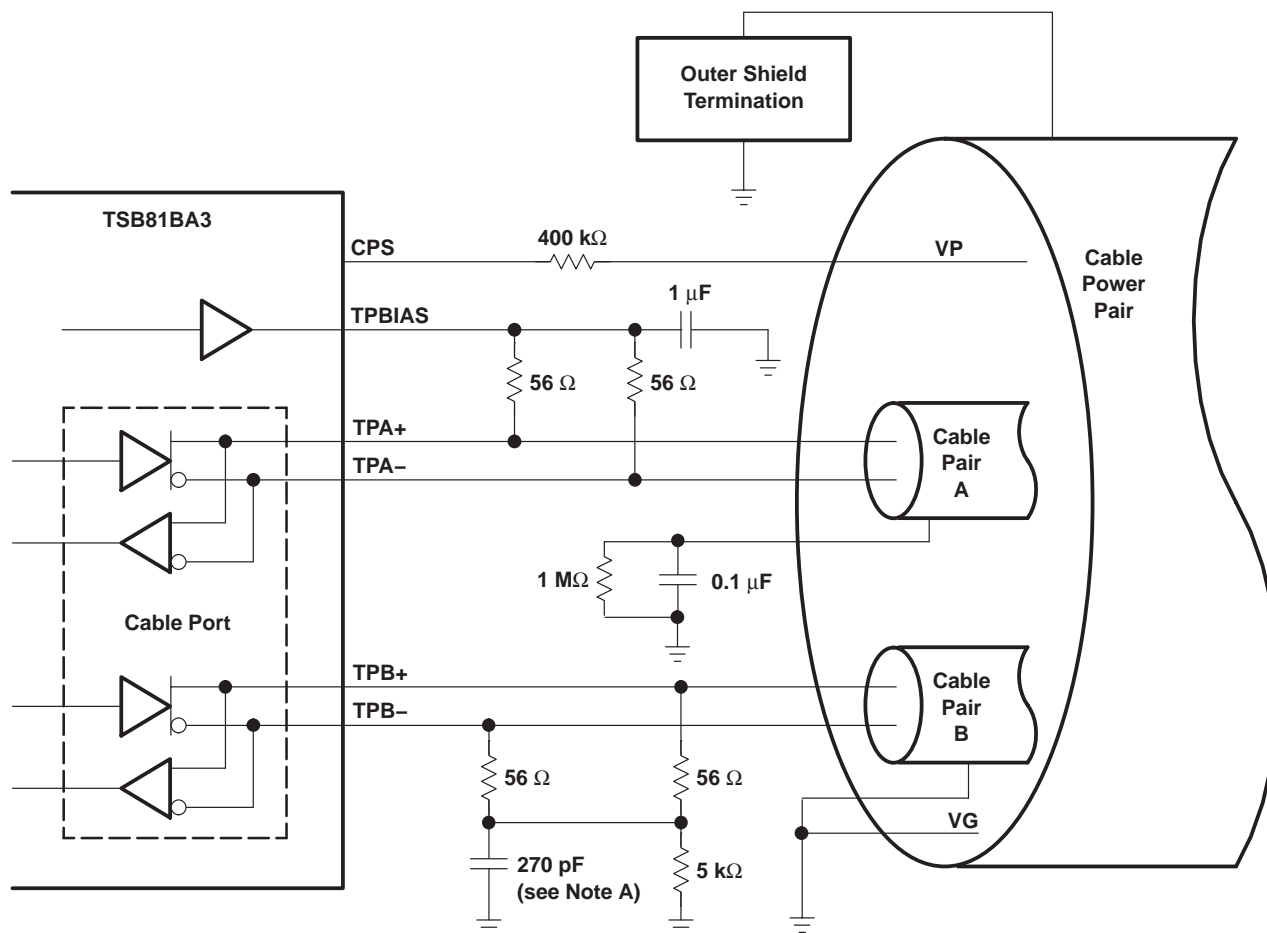 Outer Shield
Termination
TSB81BA3
CPS
400 kΩ
VP
Cable
Power
Pair
1 μF
TPBIAS
56 Ω
56 Ω
TPA+
TPA−
Cable
Pair
A
1 MΩ
0.1 μF
Cable Port
TPB+
TPB−
Cable
Pair
B
56 Ω
56 Ω
VG
270 pF
(see Note A)
5 kΩ